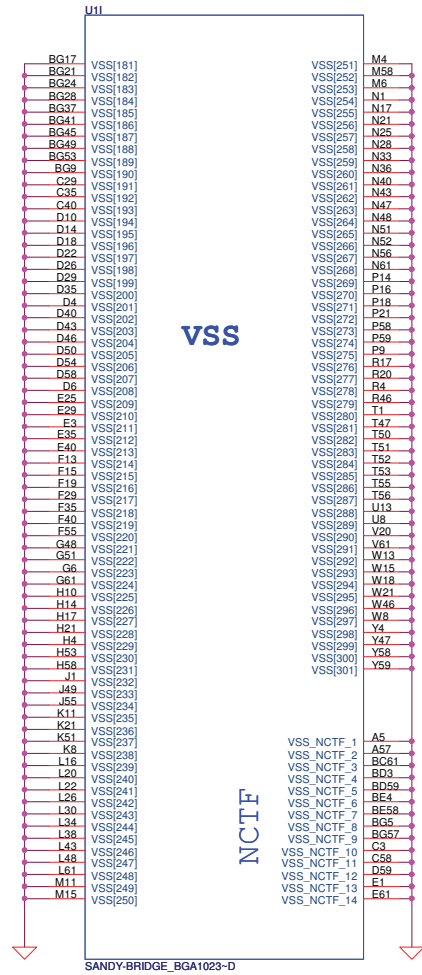 U1I
BG17 VSS[181] VSS[251] M4
BG21 VSS[182] VSS[252] M58
BG24 VSS[183] VSS[253] M6
BG28 VSS[184] VSS[254] N1
BG37 VSS[185] VSS[255] N17
BG41 VSS[186] VSS[256] N21
BG45 VSS[187] VSS[257] N25
BG49 VSS[188] VSS[258] N28
BG53 VSS[189] VSS[259] N33
BG9 VSS[190] VSS[260] N36
C29 VSS[191] VSS[261] N40
C35 VSS[192] VSS[262] N43
C40 VSS[193] VSS[263] N47
D10 VSS[194] VSS[264] N48
D14 VSS[195] VSS[265] N51
D18 VSS[196] VSS[266] N52
D22 VSS[197] VSS[267] N56
D26 VSS[198] VSS[268] N61
D29 VSS[199] VSS[269] P14
D35 VSS[200] VSS[270] P16
D4 VSS[201] VSS[271] P18
D40 VSS[202] VSS[272] P21
D43 VSS[203] VSS[273] P58
VSS
D46 VSS[204] VSS[274] P59
D50 VSS[205] VSS[275] P9
D54 VSS[206] VSS[276] R17
D58 VSS[207] VSS[277] R20
D6 VSS[208] VSS[278] R4
E25 VSS[209] VSS[279] R46
E29 VSS[210] VSS[280] T1
E3 VSS[211] VSS[281] T47
E35 VSS[212] VSS[282] T50
E40 VSS[213] VSS[283] T51
F13 VSS[214] VSS[284] T52
F15 VSS[215] VSS[285] T53
F19 VSS[216] VSS[286] T55
F29 VSS[217] VSS[287] T56
F35 VSS[218] VSS[288] U13
F40 VSS[219] VSS[289] U8
F55 VSS[220] VSS[290] V20
G48 VSS[221] VSS[291] V61
G51 VSS[222] VSS[292] W13
G6 VSS[223] VSS[293] W15
G61 VSS[224] VSS[294] W18
H10 VSS[225] VSS[295] W21
H14 VSS[226] VSS[296] W46
H17 VSS[227] VSS[297] W8
H21 VSS[228] VSS[298] Y4
H4 VSS[229] VSS[299] Y47
H53 VSS[230] VSS[300] Y58
H58 VSS[231] VSS[301] Y59
J1 VSS[232]
J49 VSS[233]
J55 VSS[234]
K11 VSS[235]
K21 VSS[236]
K51 VSS[237] VSS_NCTF_1 A5
K8 VSS[238] VSS_NCTF_2 A57
L16 VSS[239] VSS_NCTF_3 BC61
L20 VSS[240] VSS_NCTF_4 BD3
L22 VSS[241] VSS_NCTF_5 BD59
L26 VSS[242] VSS_NCTF_6 BE4
L30 VSS[243] VSS_NCTF_7 BE58
L34 VSS[244] VSS_NCTF_8 BG5
L38 VSS[245] VSS_NCTF_9 BG57
L43 VSS[246] VSS_NCTF_10 C3
L48 VSS[247] VSS_NCTF_11 C58
L61 VSS[248] VSS_NCTF_12 D59
M11 VSS[249] VSS_NCTF_13 E1
M15 VSS[250] VSS_NCTF_14 E61
NCTF
SANDY-BRIDGE_BGA1023~D